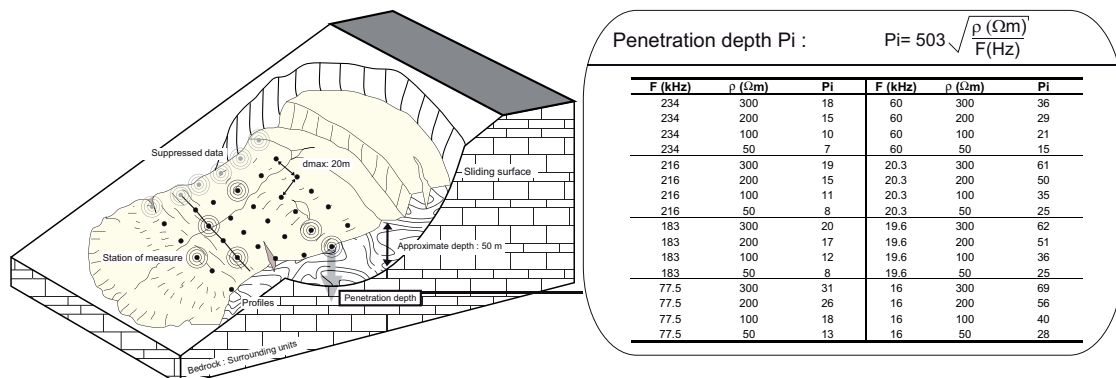 Suppressed data
dmax: 20m
Sliding surface
Approximate depth : 50 m
Station of measure
Penetration depth
Profiles
Bedrock : Surrounding units
Penetration depth Pi : Pi= 503 √ρ (Ωm) / F(Hz)
F (kHz) ρ (Ωm) Pi F (kHz) ρ (Ωm) Pi
234 300 18 60 300 36
234 200 15 60 200 29
234 100 10 60 100 21
234 50 7 60 50 15
216 300 19 20.3 300 61
216 200 15 20.3 200 50
216 100 11 20.3 100 35
216 50 8 20.3 50 25
183 300 20 19.6 300 62
183 200 17 19.6 200 51
183 100 12 19.6 100 36
183 50 8 19.6 50 25
77.5 300 31 16 300 69
77.5 200 26 16 200 56
77.5 100 18 16 100 40
77.5 50 13 16 50 28